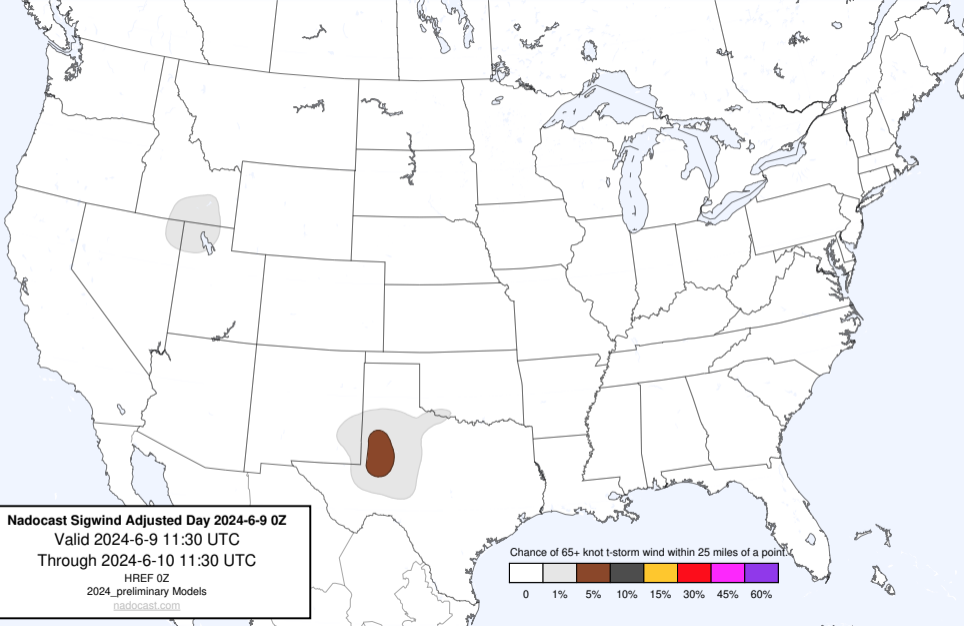 Nadocast Sigwind Adjusted Day 2024-6-9 0Z
Valid 2024-6-9 11:30 UTC
Through 2024-6-10 11:30 UTC
HREF 0Z
2024_preliminary Models
nadocast.com
Chance of 65+ knot t-storm wind within 25 miles of a point.
0 1% 5% 10% 15% 30% 45% 60%